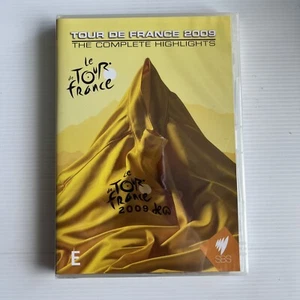 TOUR DE FRANCE 2009
THE COMPLETE HIGHLIGHTS
le
TOUR
de
france
le
TOUR
de
france
2009
E
SBS